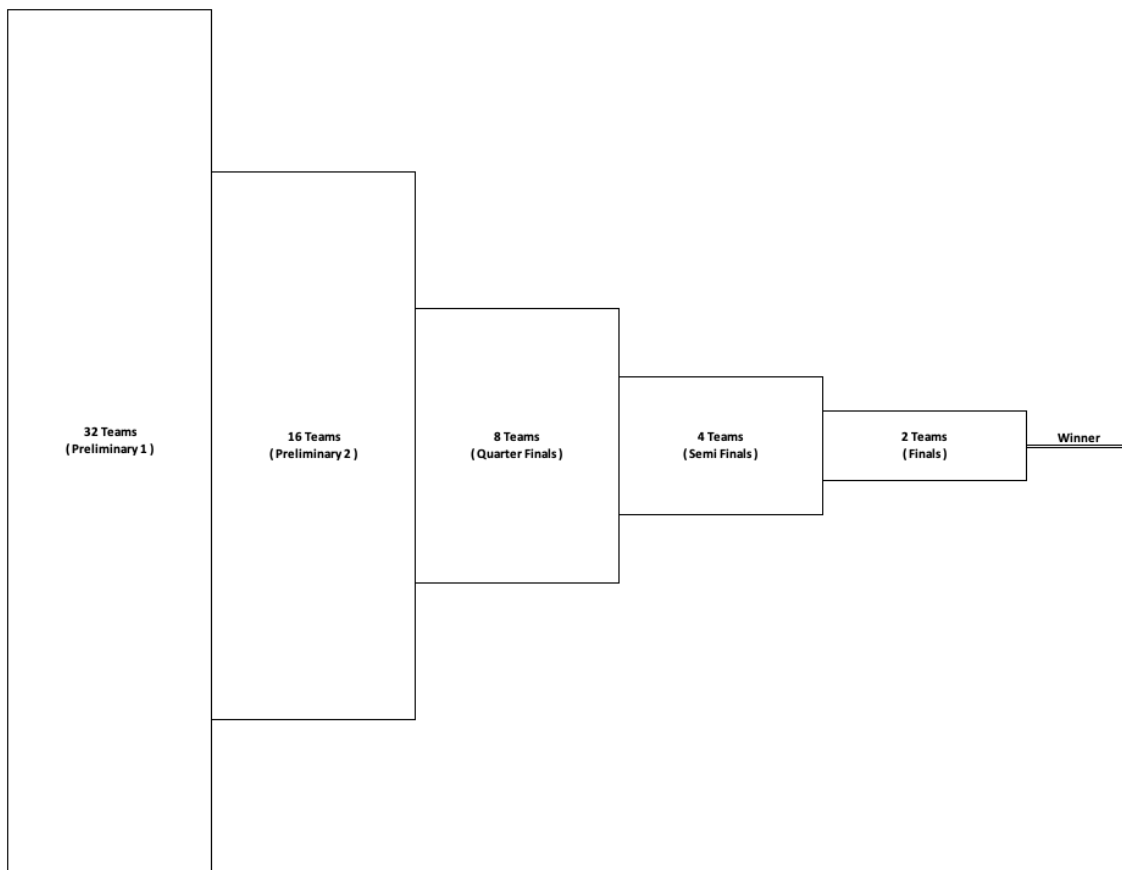 32 Teams
( Preliminary 1 )
16 Teams
( Preliminary 2 )
8 Teams
( Quarter Finals )
4 Teams
( Semi Finals )
2 Teams
( Finals )
Winner